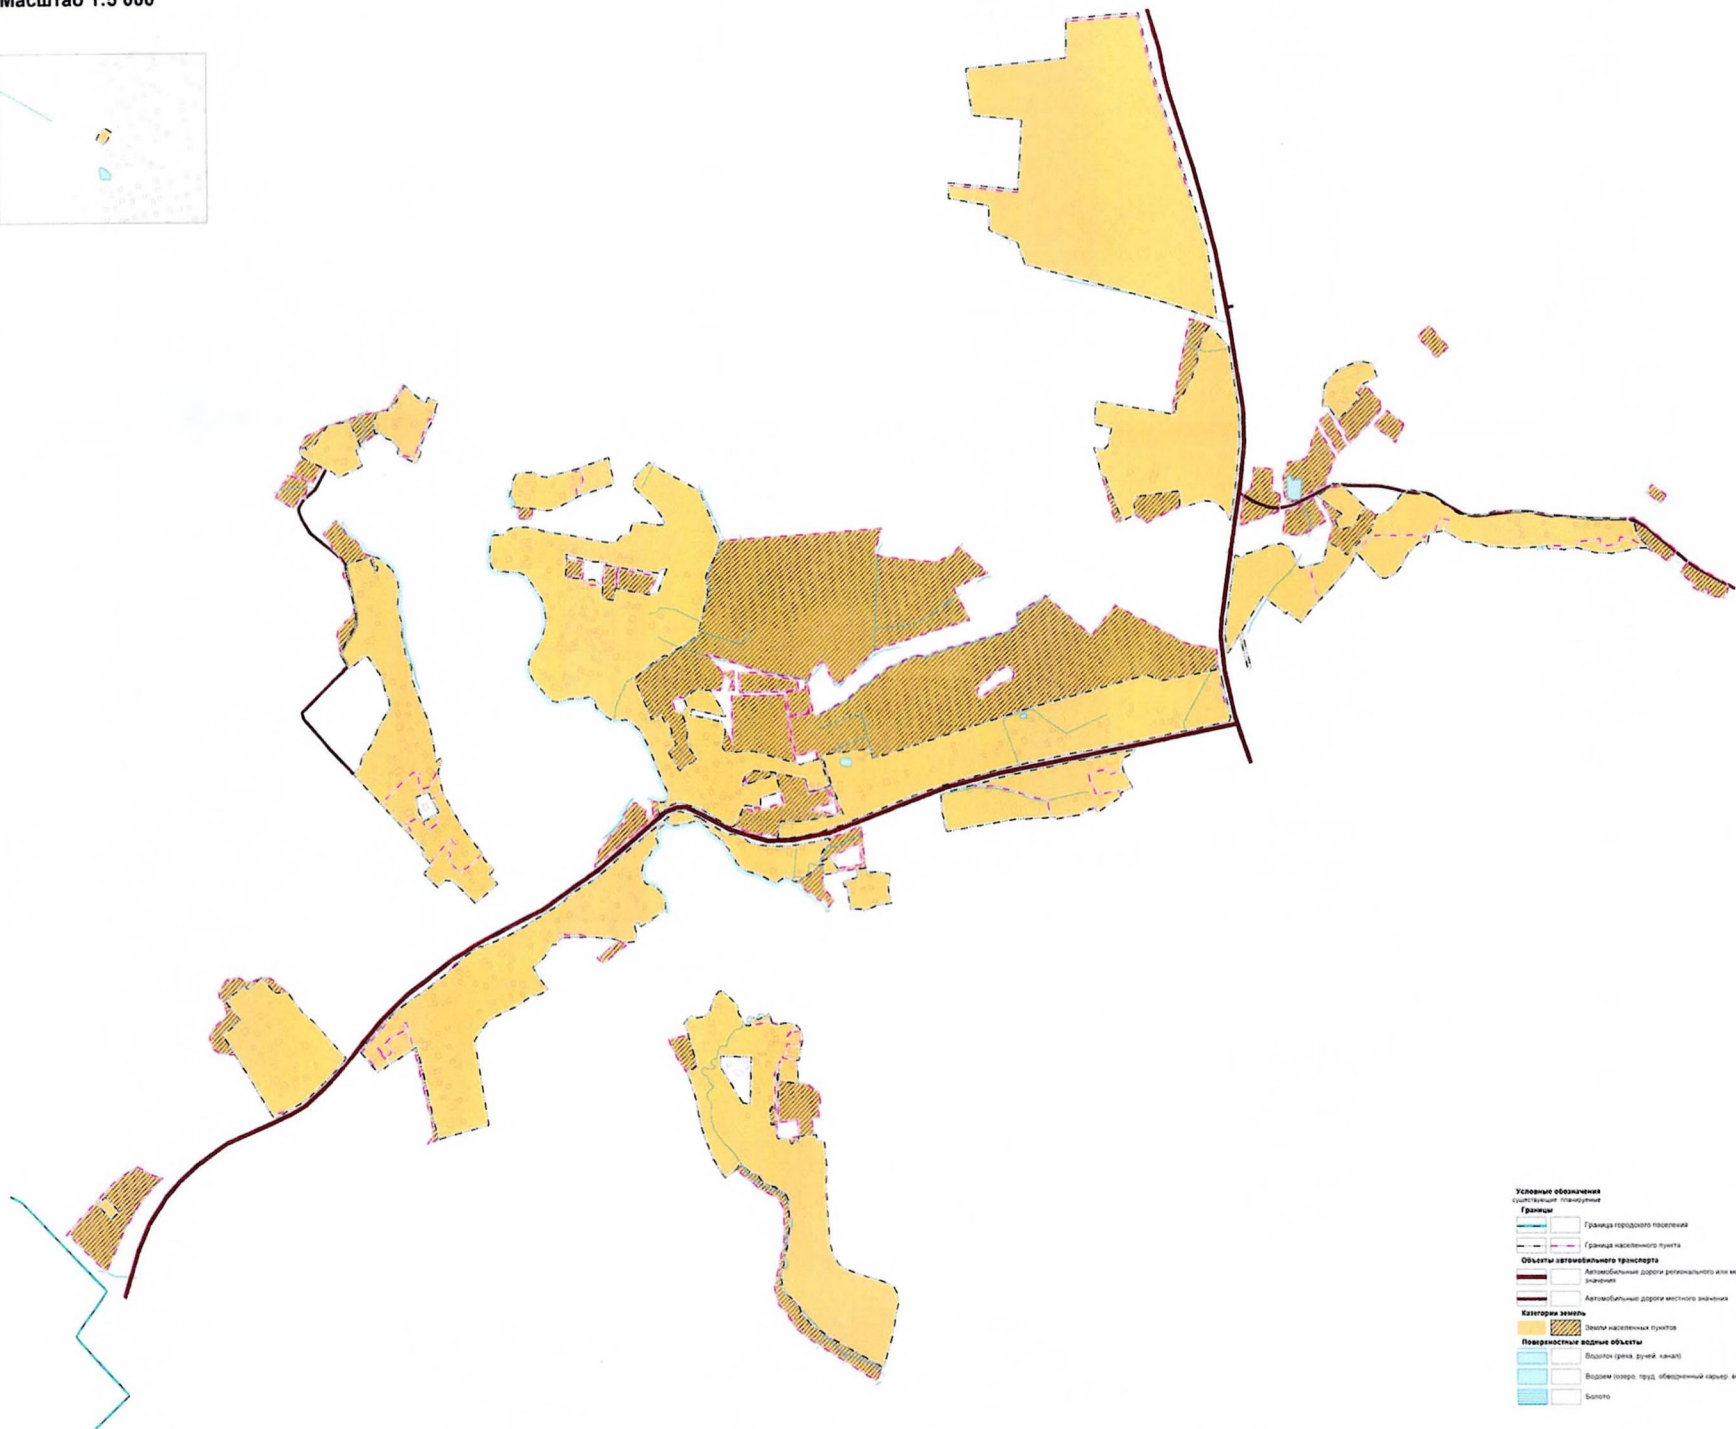 Масштаб 1:5 000
Условные обозначения
существующие планируемые
Границы
Граница городского поселения
Граница населенного пункта
Объекты автомобильного транспорта
Автомобильные дороги регионального или
значения
Автомобильные дороги местного значения
Категории земель
Земли населенных пунктов
Поверхностные водные объекты
Водоток (река, ручей, канал)
Водоем (озеро, пруд, обводненный карьер,
Болото